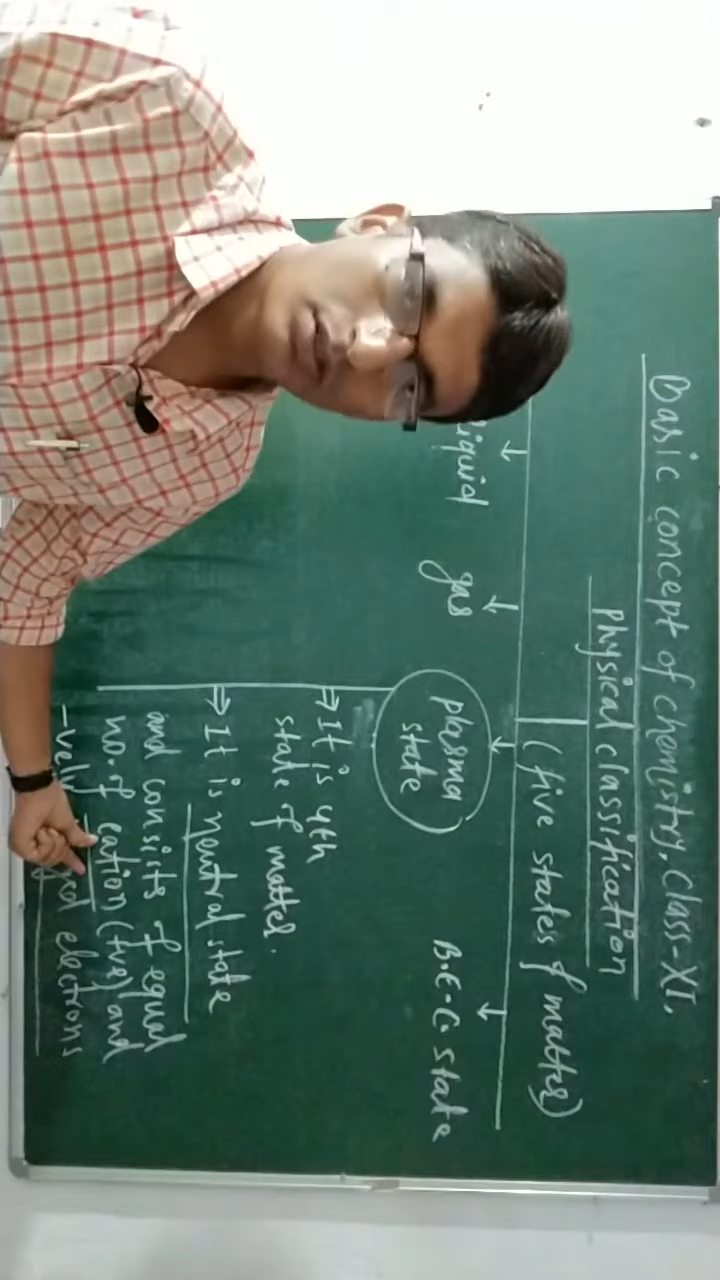 Basic concept of chemistry, Class-XI.
Physical classification
(five states of matter)
liquid gas plasma B.E-C state
state
⇒ It is 4th
state of matter.
⇒ It is neutral state
and consists of equal
no. of cation (+ve) and
electrons